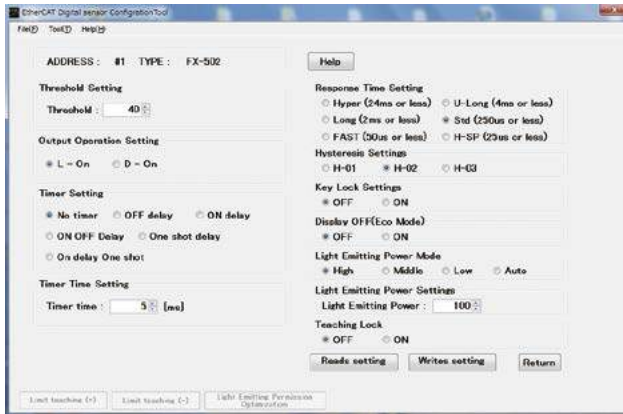 EtherCAT Digital sensor ConfigrationTool
File(F) Tool(T) Help(H)
ADDRESS : #1 TYPE : FX-502
Help
Threshold Setting
Threshold : 40
Output Operation Setting
L - On D - On
Timer Setting
No timer OFF delay ON delay
ON OFF Delay One shot delay
On delay One shot
Timer Time Setting
Timer time : 5 [ms]
Response Time Setting
Hyper (24ms or less) U-Long (4ms or less)
Long (2ms or less) Std (250us or less)
FAST (50us or less) H-SP (25us or less)
Hysteresis Settings
H-01 H-02 H-03
Key Lock Settings
OFF ON
Display OFF(Eco Mode)
OFF ON
Light Emitting Power Mode
High Middle Low Auto
Light Emitting Power Settings
Light Emitting Power : 100
Teaching Lock
OFF ON
Reads setting Writes setting Return
Limit teaching (+) Limit teaching (-) Light Emitting
Optimization